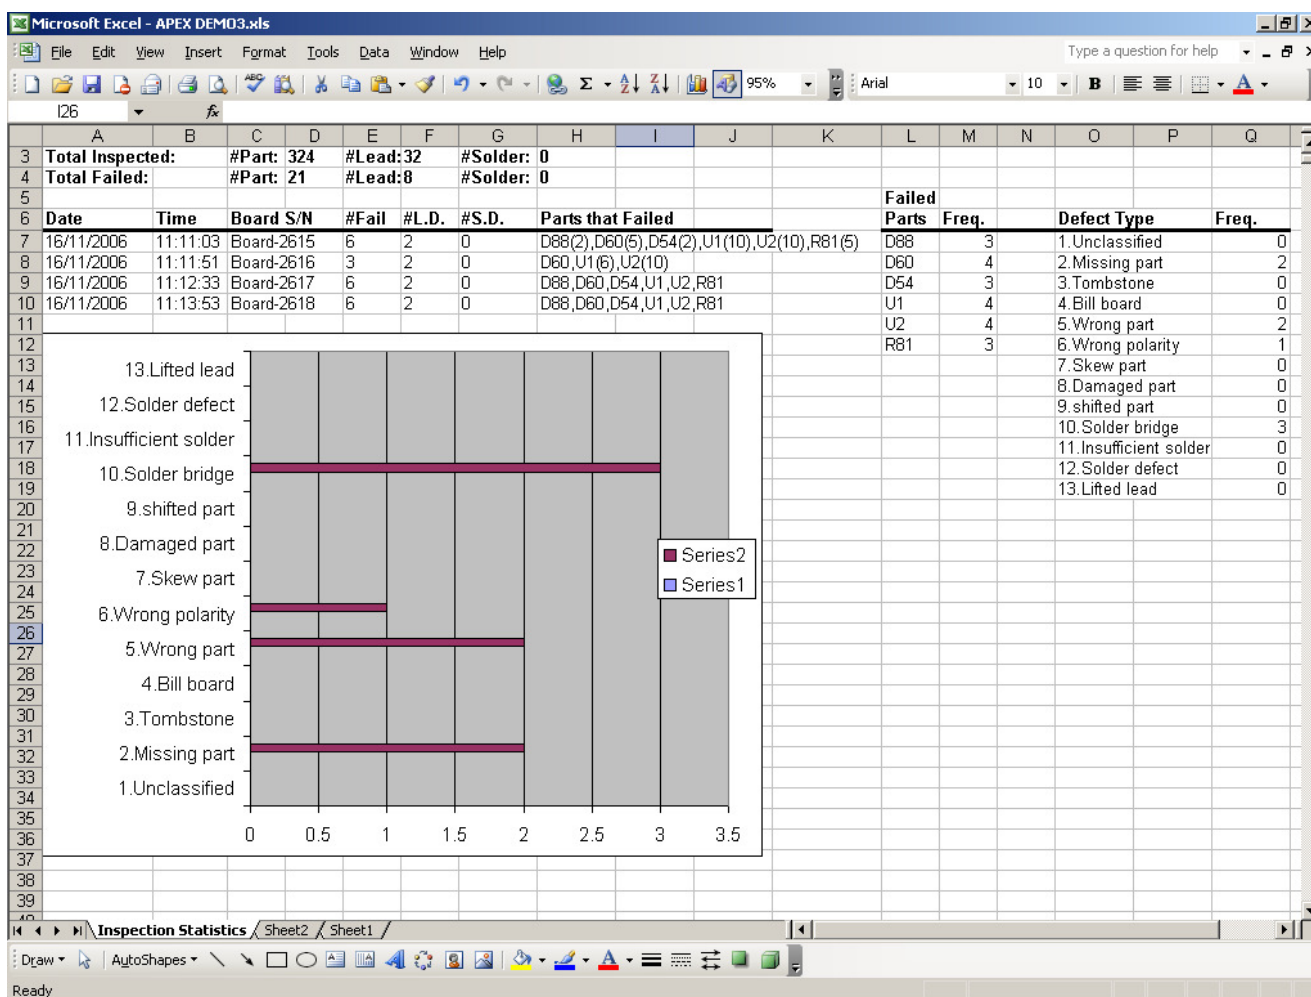 Microsoft Excel - APEX DEMO3.xls
File Edit View Insert Format Tools Data Window Help Type a question for help
95% Arial 10 B A
I26 fx
A B C D E F G H I J K L M N O P Q
3 Total Inspected: #Part: 324 #Lead: 32 #Solder: 0
4 Total Failed: #Part: 21 #Lead: 8 #Solder: 0
5 Failed
6 Date Time Board S/N #Fail #L.D. #S.D. Parts that Failed Parts Freq. Defect Type Freq.
7 16/11/2006 11:11:03 Board-2615 6 2 0 D88(2),D60(5),D54(2),U1(10),U2(10),R81(5) D88 3 1.Unclassified 0
8 16/11/2006 11:11:51 Board-2616 3 2 0 D60,U1(6),U2(10) D60 4 2.Missing part 2
9 16/11/2006 11:12:33 Board-2617 6 2 0 D88,D60,D54,U1,U2,R81 D54 3 3.Tombstone 0
10 16/11/2006 11:13:53 Board-2618 6 2 0 D88,D60,D54,U1,U2,R81 U1 4 4.Bill board 0
11 U2 4 5.Wrong part 2
12 R81 3 6.Wrong polarity 1
13 7.Skew part 0
14 8.Damaged part 0
15 9.shifted part 0
16 10.Solder bridge 3
17 11.Insufficient solder 0
18 12.Solder defect 0
19 13.Lifted lead 0
20
21
22
23
24
25
26
27
28
29
30
31
32
33
34
35
36
37
38
39
40
13.Lifted lead
12.Solder defect
11.Insufficient solder
10.Solder bridge
9.shifted part
8.Damaged part
7.Skew part
6.Wrong polarity
5.Wrong part
4.Bill board
3.Tombstone
2.Missing part
1.Unclassified
0 0.5 1 1.5 2 2.5 3 3.5
Series2
Series1
Inspection Statistics Sheet2 Sheet1
Draw AutoShapes A
Ready